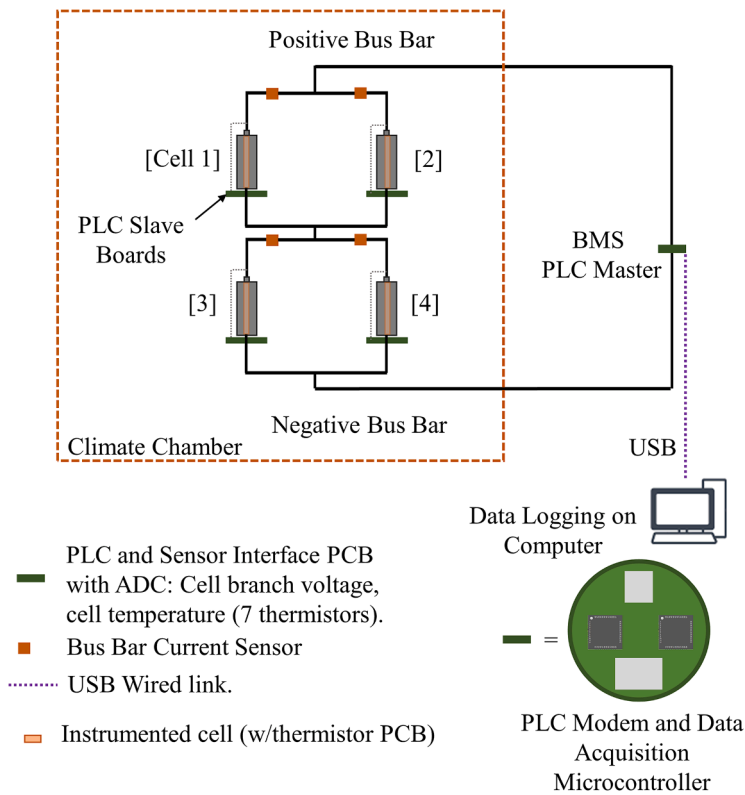 Positive Bus Bar
[Cell 1]
[2]
PLC Slave
Boards
BMS
PLC Master
[3]
[4]
Negative Bus Bar
Climate Chamber
USB
Data Logging on
Computer
PLC and Sensor Interface PCB
with ADC: Cell branch voltage,
cell temperature (7 thermistors).
Bus Bar Current Sensor
=
USB Wired link.
Instrumented cell (w/thermistor PCB)
PLC Modem and Data
Acquisition
Microcontroller